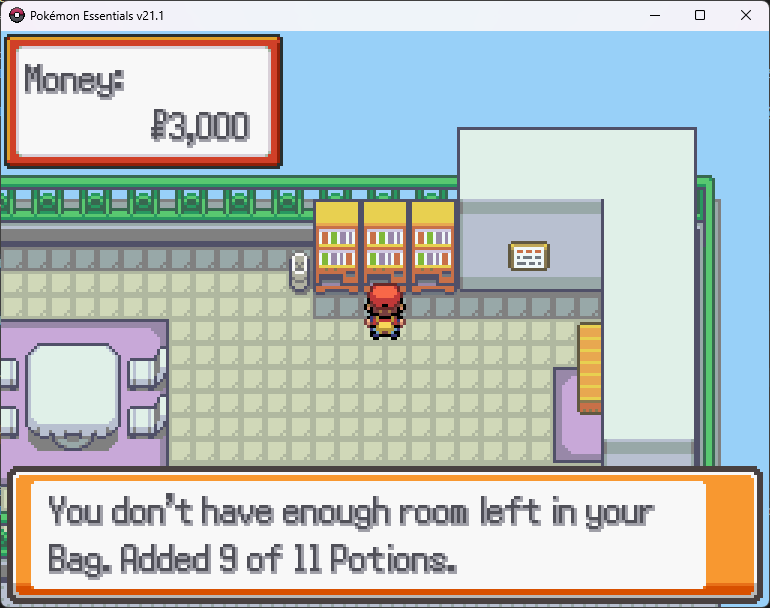 Pokémon Essentials v21.1
Money:
₽3,000
You don't have enough room left in your
Bag. Added 9 of 11 Potions.